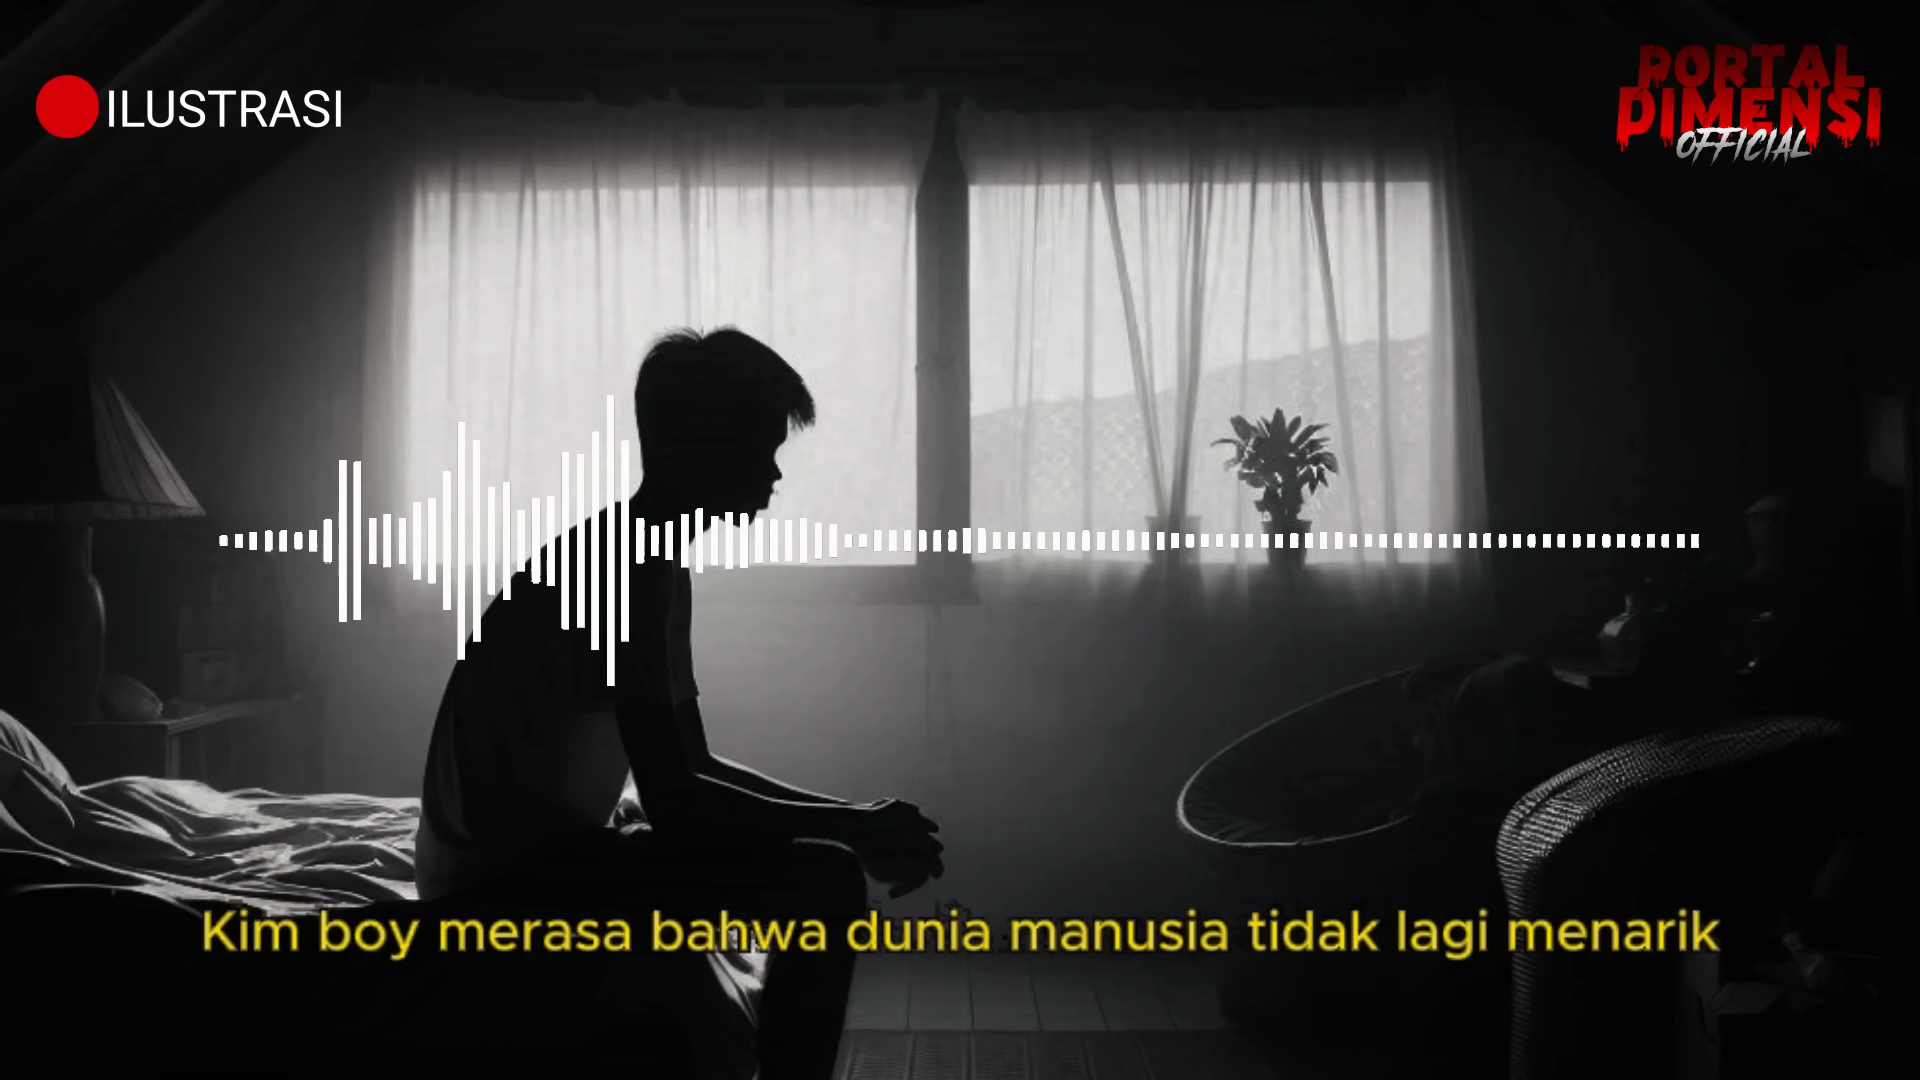 ILUSTRASI
PORTAL
DIMENSI
OFFICIAL
Kim boy merasa bahwa dunia manusia tidak lagi menarik